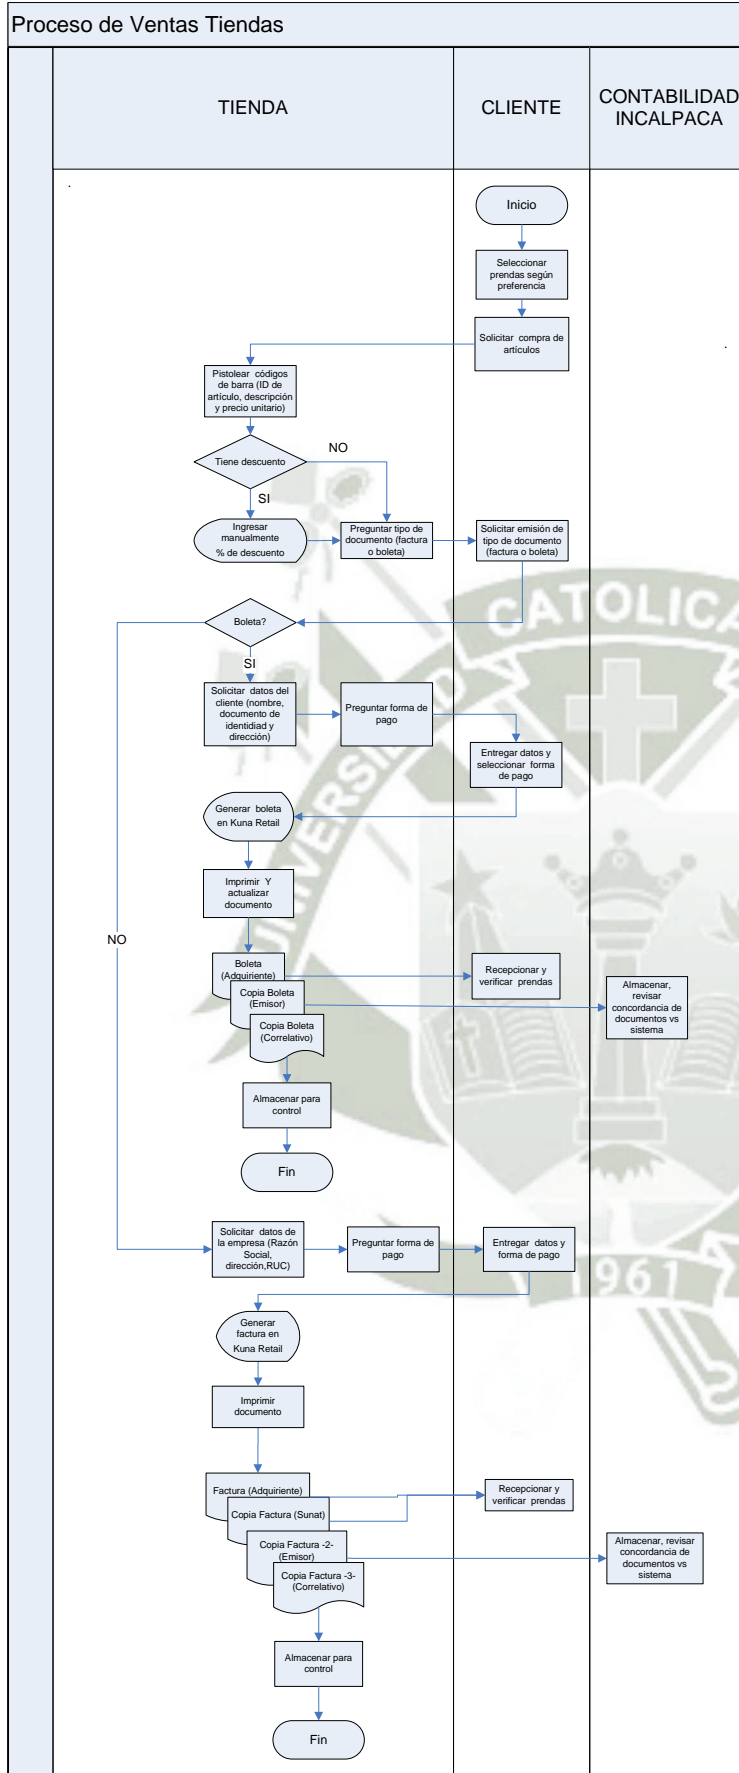 Proceso de Ventas Tiendas
TIENDA
CLIENTE
CONTABILIDAD
INCALPACA
Inicio
Seleccionar
prendas según
preferencia
Solicitar compra de
artículos
Pistolear códigos
de barra (ID de
artículo, descripción
y precio unitario)
Tiene descuento
NO
SI
Ingresar
manualmente
% de descuento
Preguntar tipo de
documento (factura
o boleta)
Solicitar emisión de
tipo de documento
(factura o boleta)
Boleta?
SI
NO
Solicitar datos del
cliente (nombre,
documento de
identidiad y
dirección)
Preguntar forma de
pago
Entregar datos y
seleccionar forma
de pago
Generar boleta
en Kuna Retail
Imprimir Y
actualizar
documento
Boleta
(Adquiriente)
Copia Boleta
(Emisor)
Copia Boleta
(Correlativo)
Recepcionar y
verificar prendas
Almacenar,
revisar
concordancia de
documentos vs
sistema
Almacenar para
control
Fin
Solicitar datos de
la empresa (Razón
Social,
dirección,RUC)
Preguntar forma de
pago
Entregar datos y
forma de pago
Generar
factura en
Kuna Retail
Imprimir
documento
Factura (Adquiriente)
Copia Factura (Sunat)
Copia Factura -2-
(Emisor)
Copia Factura -3-
(Correlativo)
Recepcionar y
verificar prendas
Almacenar, revisar
concordancia de
documentos vs
sistema
Almacenar para
control
Fin
UNIVERSIDAD
CATOLICA
1961